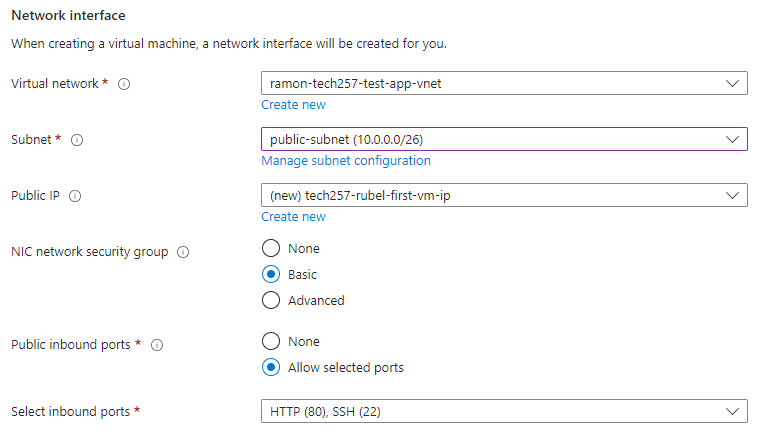 Network interface
When creating a virtual machine, a network interface will be created for you.
Virtual network *
ramon-tech257-test-app-vnet
Create new
Subnet *
public-subnet (10.0.0.0/26)
Manage subnet configuration
Public IP
(new) tech257-rubel-first-vm-ip
Create new
NIC network security group
None
Basic
Advanced
Public inbound ports *
None
Allow selected ports
Select inbound ports *
HTTP (80), SSH (22)